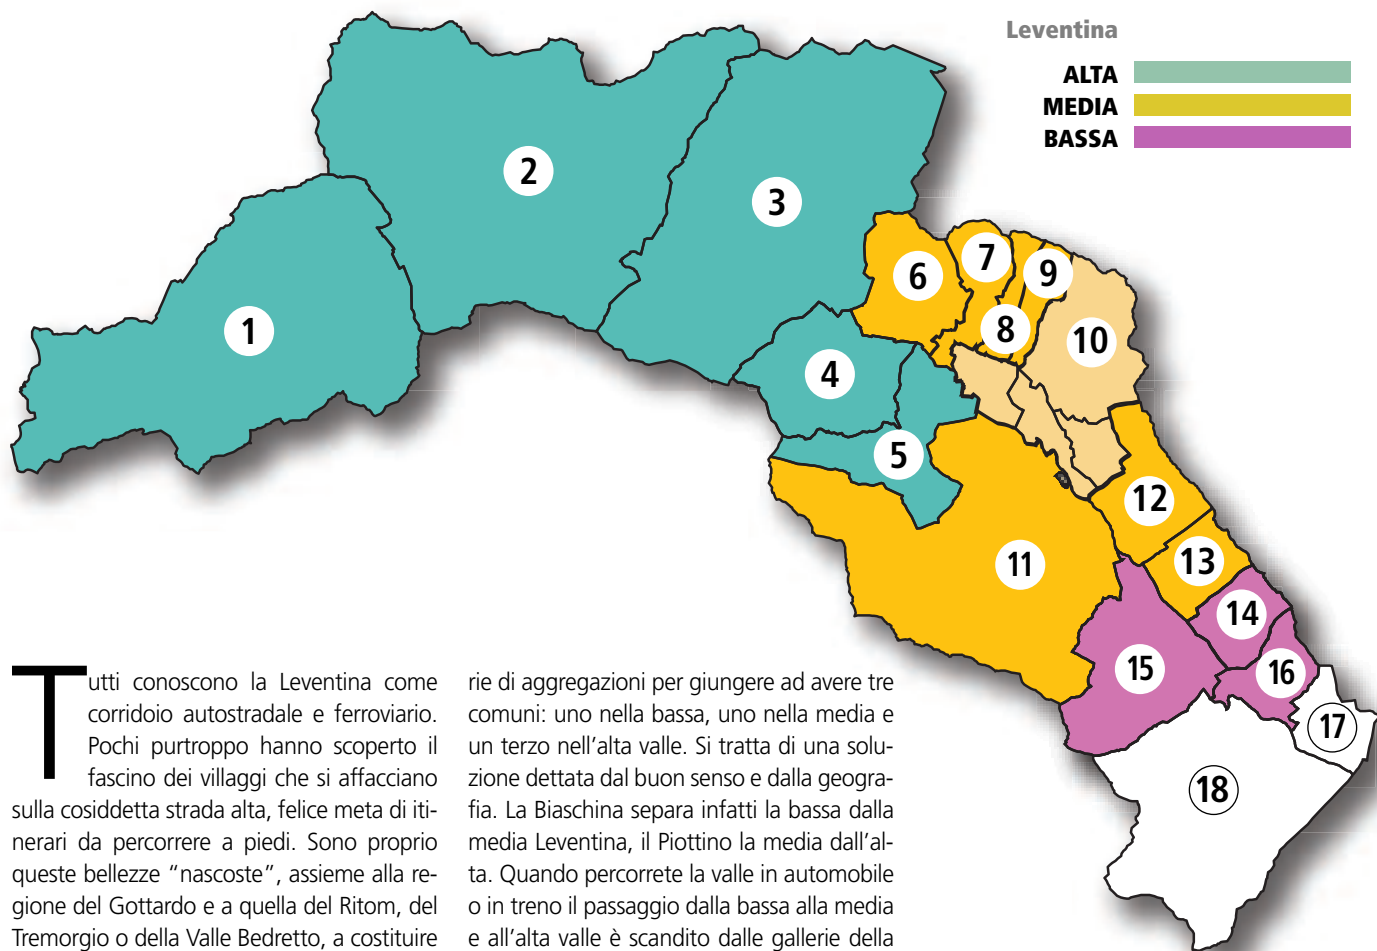 Leventina
ALTA
MEDIA
BASSA
1
2
3
4
5
6
7
8
9
10
11
12
13
14
15
16
17
18
Tutti conoscono la Leventina come
corridoio autostradale e ferroviario.
Pochi purtroppo hanno scoperto il
fascino dei villaggi che si affacciano
sulla cosiddetta strada alta, felice meta di iti-
nerari da percorrere a piedi. Sono proprio
queste bellezze “nascoste”, assieme alla re-
gione del Gottardo e a quella del Ritom, del
Tremorgio o della Valle Bedretto, a costituire
rie di aggregazioni per giungere ad avere tre
comuni: uno nella bassa, uno nella media e
un terzo nell’alta valle. Si tratta di una solu-
zione dettata dal buon senso e dalla geogra-
fia. La Biaschina separa infatti la bassa dalla
media Leventina, il Piottino la media dall’al-
ta. Quando percorrete la valle in automobile
o in treno il passaggio dalla bassa alla media
e all’alta valle è scandito dalle gallerie della